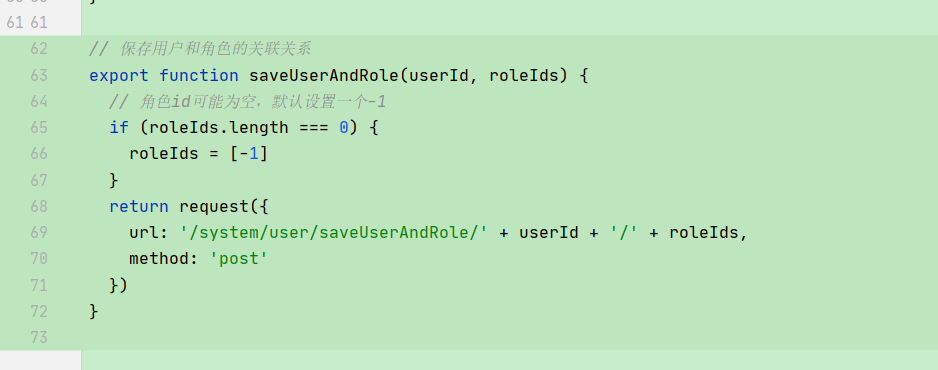 61 61
62 // 保存用户和角色的关联关系
63 export function saveUserAndRole(userId, roleIds) {
64 // 角色id可能为空，默认设置一个-1
65 if (roleIds.length === 0) {
66 roleIds = [-1]
67 }
68 return request({
69 url: '/system/user/saveUserAndRole/' + userId + '/' + roleIds,
70 method: 'post'
71 })
72 }
73